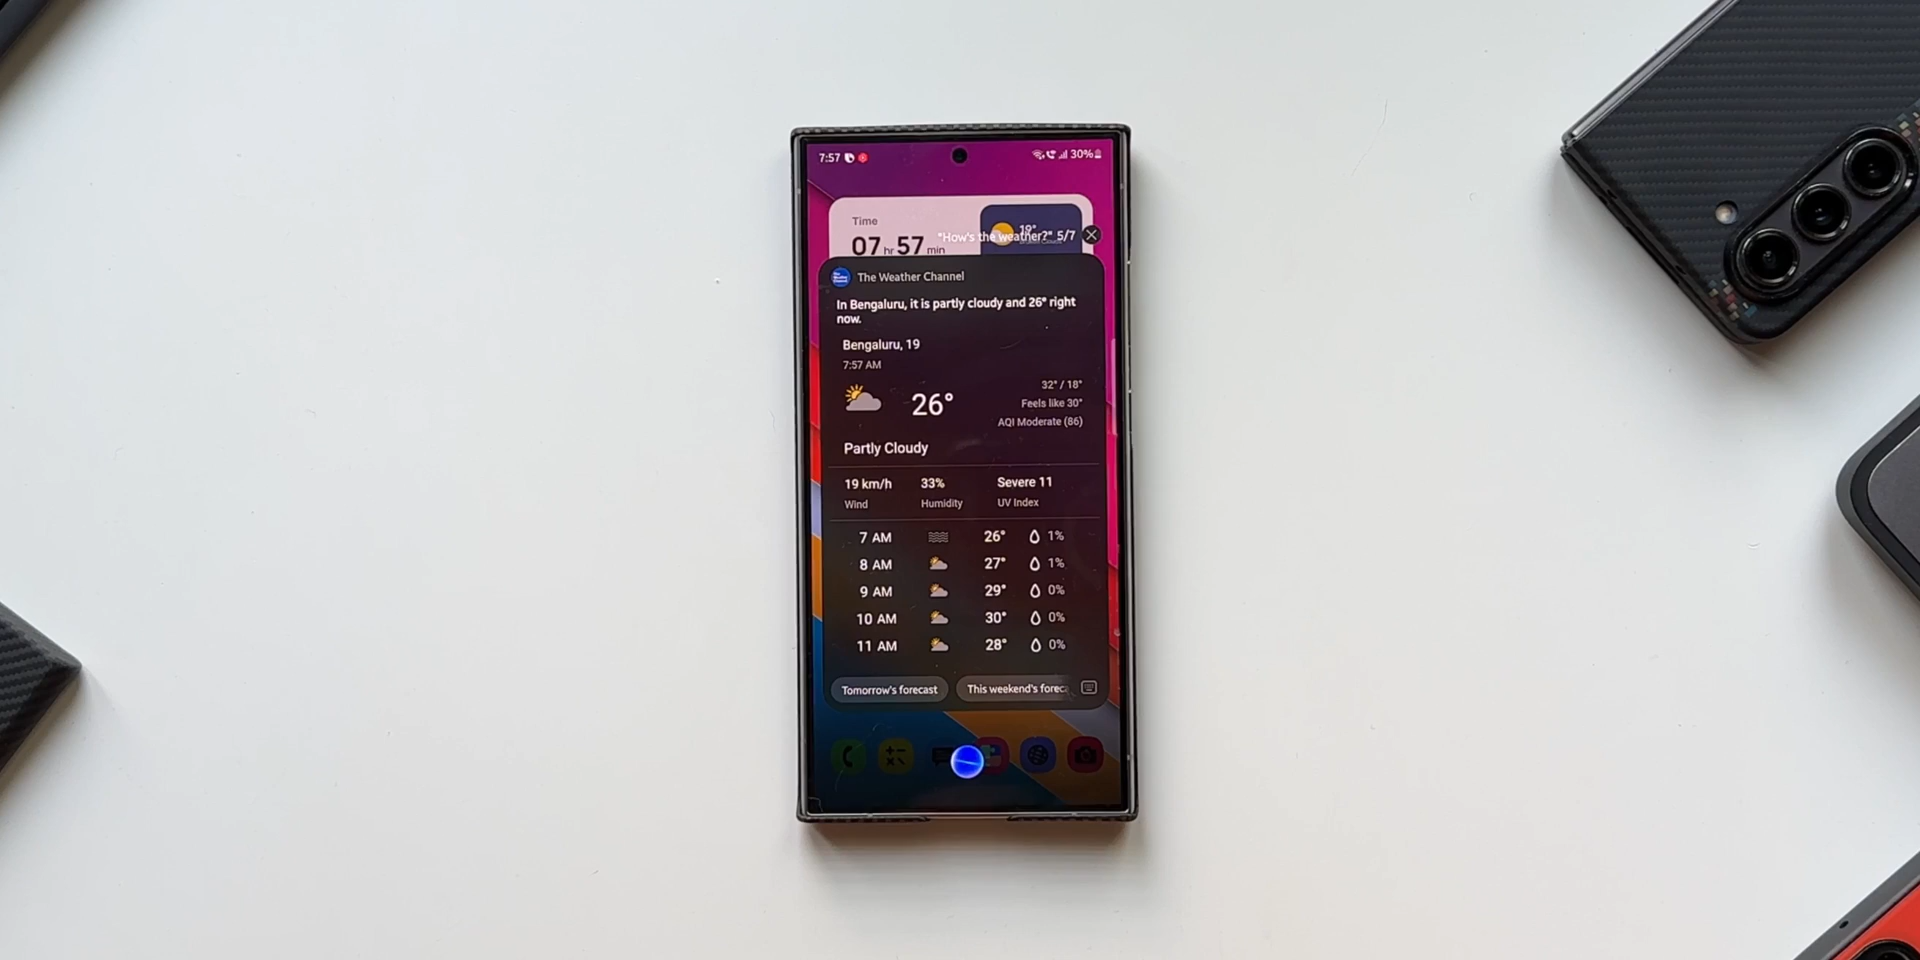 7:57
30%
Time
19°
07 hr 57 min
"How's the weather?" 5/7
The Weather Channel
In Bengaluru, it is partly cloudy and 26° right
now.
Bengaluru, 19
7:57 AM
32° / 18°
26°
Feels like 30°
AQI Moderate (86)
Partly Cloudy
19 km/h 33% Severe 11
Wind Humidity UV Index
7 AM 26° 1%
8 AM 27° 1%
9 AM 29° 0%
10 AM 30° 0%
11 AM 28° 0%
Tomorrow's forecast This weekend's forec